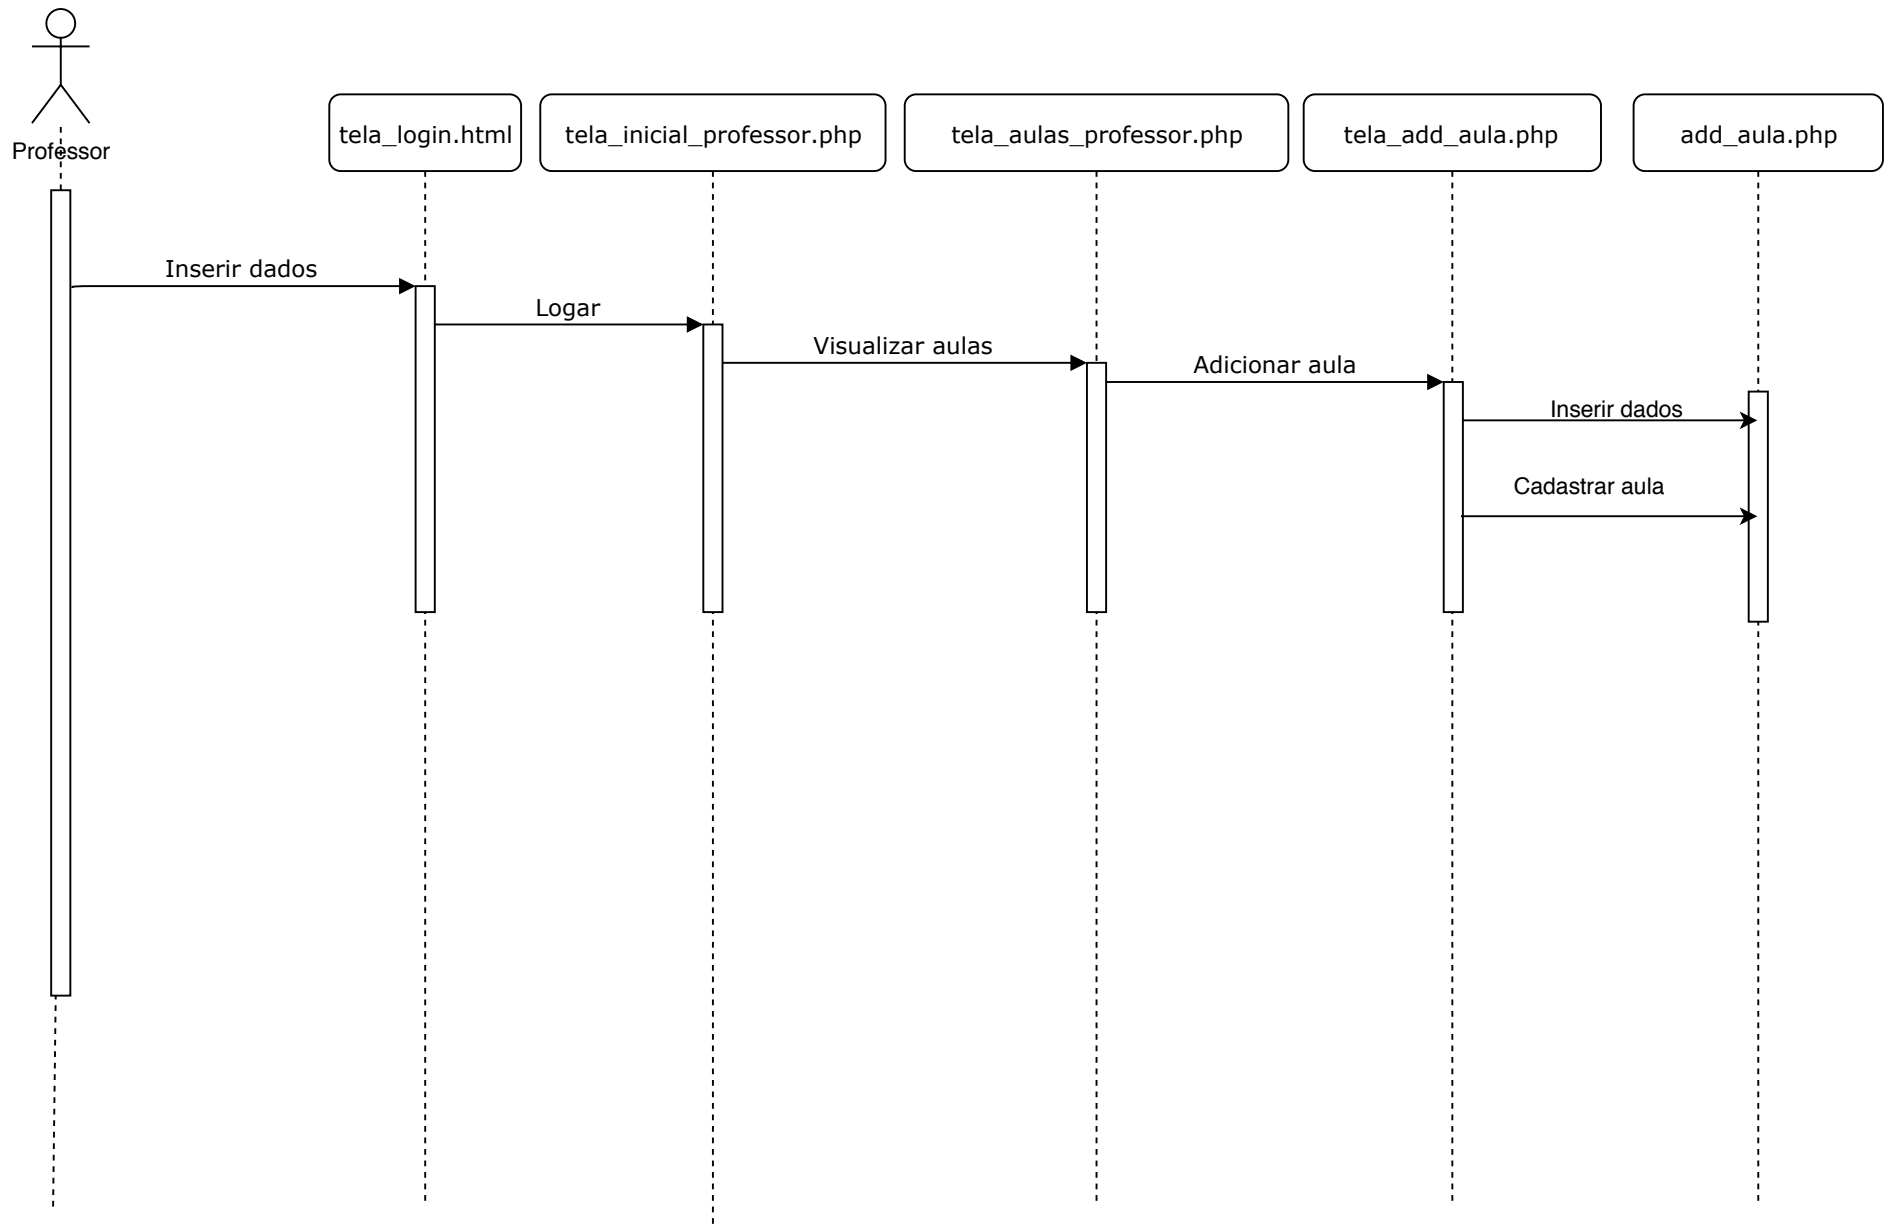 Professor
tela_login.html
tela_inicial_professor.php
tela_aulas_professor.php
tela_add_aula.php
add_aula.php
Inserir dados
Logar
Visualizar aulas
Adicionar aula
Inserir dados
Cadastrar aula